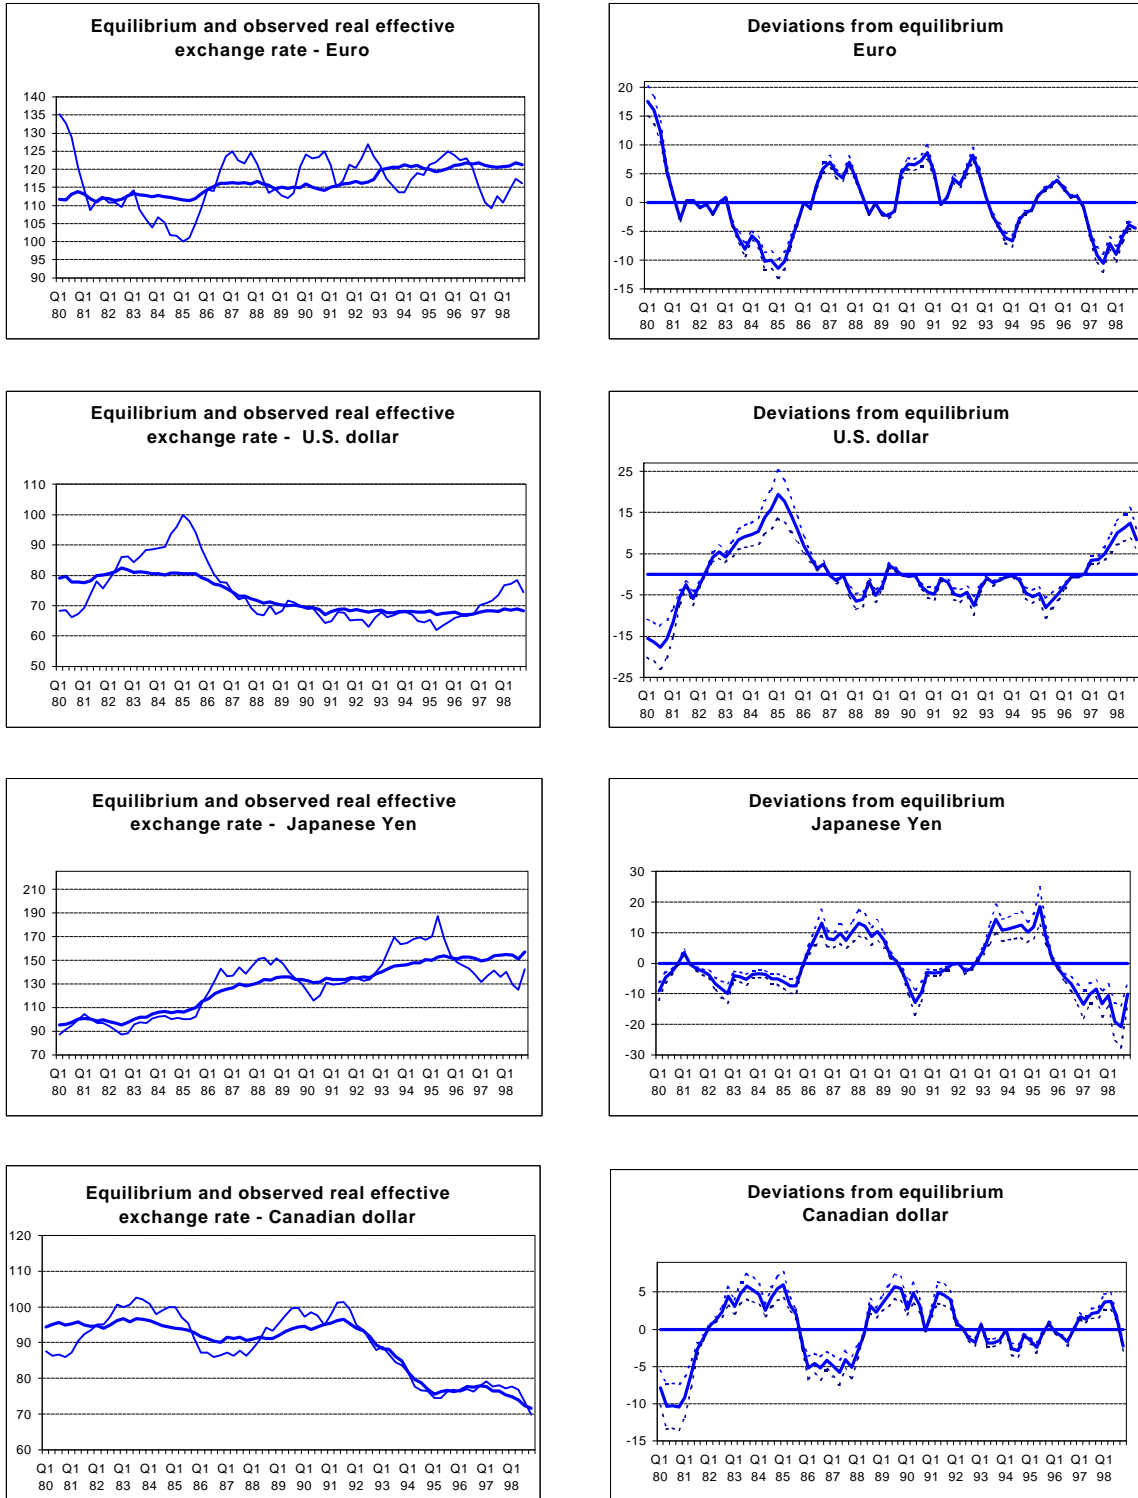 Equilibrium and observed real effective
exchange rate - Euro
140
135
130
125
120
115
110
105
100
95
90
Q1 Q1 Q1 Q1 Q1 Q1 Q1 Q1 Q1 Q1 Q1 Q1 Q1 Q1 Q1 Q1 Q1 Q1 Q1
80 81 82 83 84 85 86 87 88 89 90 91 92 93 94 95 96 97 98
Deviations from equilibrium
Euro
20
15
10
5
0
-5
-10
-15
Q1 Q1 Q1 Q1 Q1 Q1 Q1 Q1 Q1 Q1 Q1 Q1 Q1 Q1 Q1 Q1 Q1 Q1 Q1
80 81 82 83 84 85 86 87 88 89 90 91 92 93 94 95 96 97 98
Equilibrium and observed real effective
exchange rate - U.S. dollar
110
100
90
80
70
60
50
Q1 Q1 Q1 Q1 Q1 Q1 Q1 Q1 Q1 Q1 Q1 Q1 Q1 Q1 Q1 Q1 Q1 Q1 Q1
80 81 82 83 84 85 86 87 88 89 90 91 92 93 94 95 96 97 98
Deviations from equilibrium
U.S. dollar
25
15
5
-5
-15
-25
Q1 Q1 Q1 Q1 Q1 Q1 Q1 Q1 Q1 Q1 Q1 Q1 Q1 Q1 Q1 Q1 Q1 Q1 Q1
80 81 82 83 84 85 86 87 88 89 90 91 92 93 94 95 96 97 98
Equilibrium and observed real effective
exchange rate - Japanese Yen
210
190
170
150
130
110
90
70
Q1 Q1 Q1 Q1 Q1 Q1 Q1 Q1 Q1 Q1 Q1 Q1 Q1 Q1 Q1 Q1 Q1 Q1 Q1
80 81 82 83 84 85 86 87 88 89 90 91 92 93 94 95 96 97 98
Deviations from equilibrium
Japanese Yen
30
20
10
0
-10
-20
-30
Q1 Q1 Q1 Q1 Q1 Q1 Q1 Q1 Q1 Q1 Q1 Q1 Q1 Q1 Q1 Q1 Q1 Q1 Q1
80 81 82 83 84 85 86 87 88 89 90 91 92 93 94 95 96 97 98
Equilibrium and observed real effective
exchange rate - Canadian dollar
120
110
100
90
80
70
60
Q1 Q1 Q1 Q1 Q1 Q1 Q1 Q1 Q1 Q1 Q1 Q1 Q1 Q1 Q1 Q1 Q1 Q1 Q1
80 81 82 83 84 85 86 87 88 89 90 91 92 93 94 95 96 97 98
Deviations from equilibrium
Canadian dollar
5
0
-5
-10
-15
Q1 Q1 Q1 Q1 Q1 Q1 Q1 Q1 Q1 Q1 Q1 Q1 Q1 Q1 Q1 Q1 Q1 Q1 Q1
80 81 82 83 84 85 86 87 88 89 90 91 92 93 94 95 96 97 98